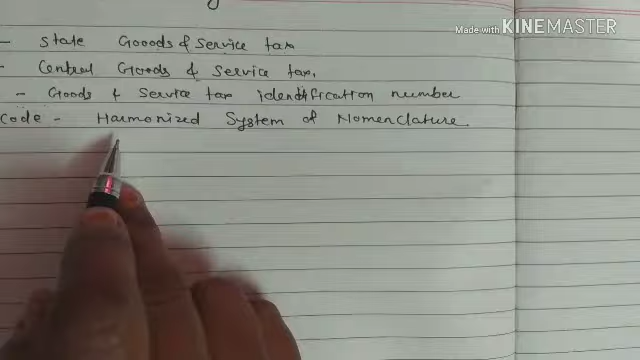 Made with KINEMASTER
- State Gooods & Service tax
- Central Goods & Service tax.
- Goods & Service tax identification number
Code - Harmonized System of Nomenclature